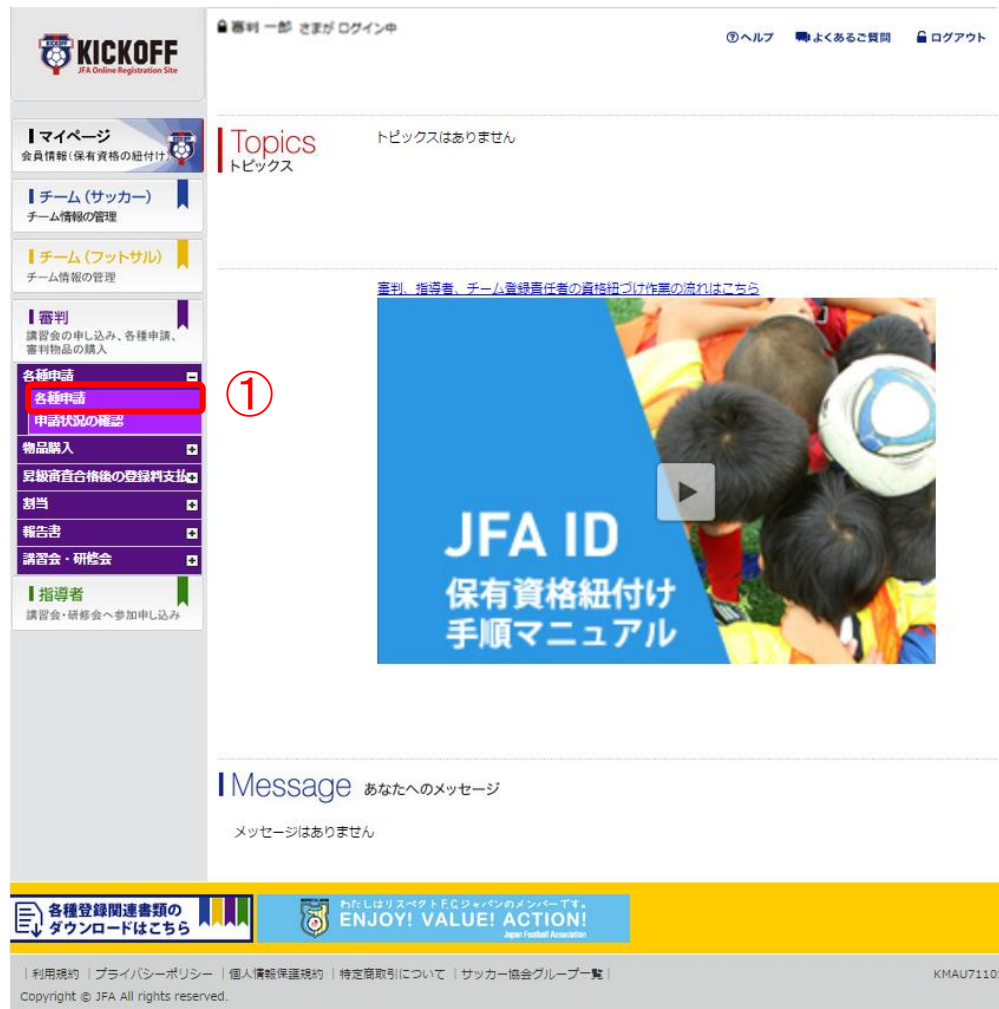 審判 一郎 さまが ログイン中
ヘルプ
よくあるご質問
ログアウト
KICKOFF
JFA Online Registration Site
マイページ
会員情報(保有資格の紐付け)
チーム (サッカー)
チーム情報の管理
チーム (フットサル)
チーム情報の管理
審判
講習会の申し込み、各種申請、
審判物品の購入
各種申請
各種申請
①
申請状況の確認
物品購入
昇級審査合格後の登録料支払
割当
報告書
講習会・研修会
指導者
講習会・研修会へ参加申し込み
Topics
トピックス
トピックスはありません
審判、指導者、チーム登録責任者の資格紐づけ作業の流れはこちら
JFA ID
保有資格紐付け
手順マニュアル
Message あなたへのメッセージ
メッセージはありません
各種登録関連書類の
ダウンロードはこちら
わたしはリスペクトF.C.ジャパンのメンバーです。
ENJOY! VALUE! ACTION!
Japan Football Association
|利用規約 |プライバシーポリシー |個人情報保護規約 |特定商取引について |サッカー協会グループ一覧|
Copyright © JFA All rights reserved.